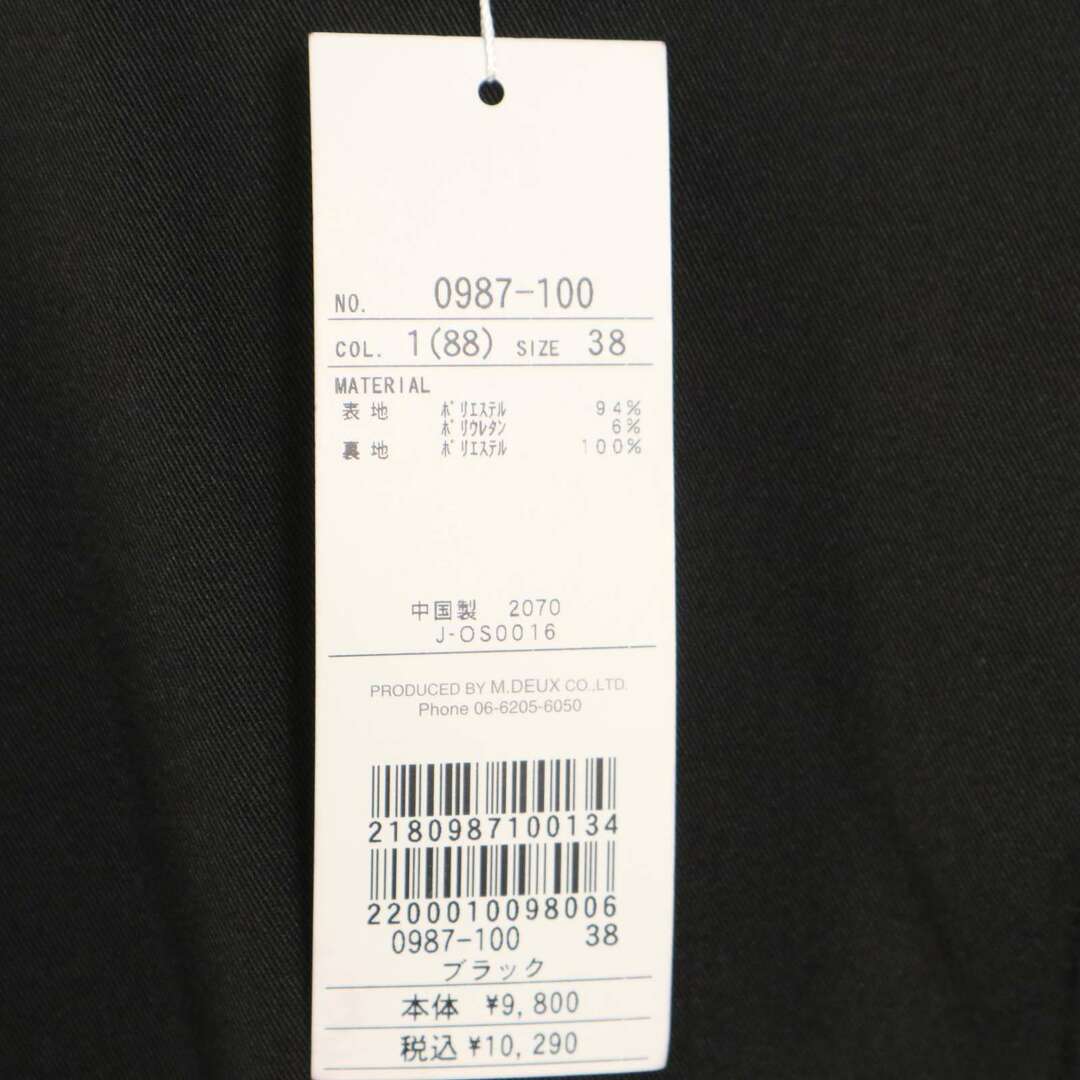 NO. 0987-100
COL. 1(88) SIZE 38
MATERIAL
表地 ﾎﾟﾘｴｽﾃﾙ 94%
ﾎﾟﾘｳﾚﾀﾝ 6%
裏地 ﾎﾟﾘｴｽﾃﾙ 100%
中国製 2070
J-OS0016
PRODUCED BY M.DEUX CO.,LTD.
Phone 06-6205-6050
2180987100134
2200010098006
0987-100 38
ブラック
本体 ¥9,800
税込 ¥10,290